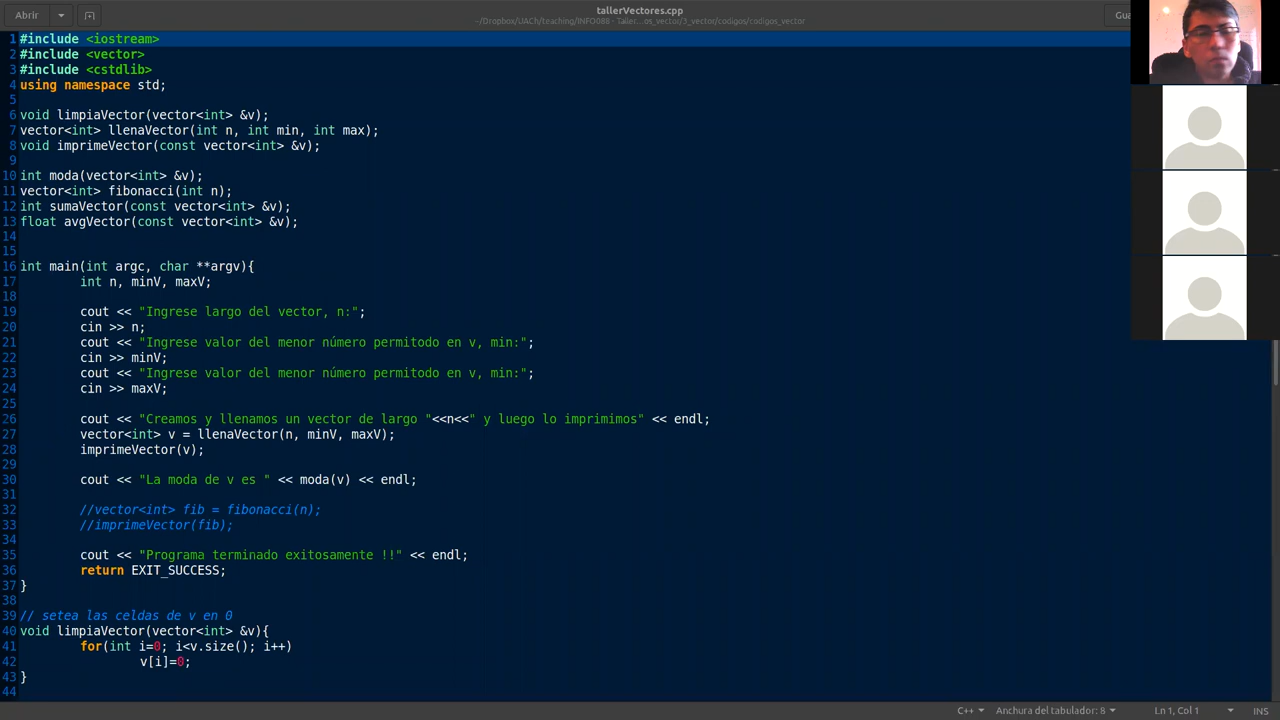 Abrir
tallerVectores.cpp
~/Dropbox/UACh/teaching/INFO088 - Taller...os_vector/3_vector/codigos/codigos_vector
Gua
1 #include <iostream>
2 #include <vector>
3 #include <cstdlib>
4 using namespace std;
5
6 void limpiaVector(vector<int> &v);
7 vector<int> llenaVector(int n, int min, int max);
8 void imprimeVector(const vector<int> &v);
9
10 int moda(vector<int> &v);
11 vector<int> fibonacci(int n);
12 int sumaVector(const vector<int> &v);
13 float avgVector(const vector<int> &v);
14
15
16 int main(int argc, char **argv){
17 int n, minV, maxV;
18
19 cout << "Ingrese largo del vector, n:";
20 cin >> n;
21 cout << "Ingrese valor del menor número permitodo en v, min:";
22 cin >> minV;
23 cout << "Ingrese valor del menor número permitodo en v, min:";
24 cin >> maxV;
25
26 cout << "Creamos y llenamos un vector de largo "<<n<<" y luego lo imprimimos" << endl;
27 vector<int> v = llenaVector(n, minV, maxV);
28 imprimeVector(v);
29
30 cout << "La moda de v es " << moda(v) << endl;
31
32 //vector<int> fib = fibonacci(n);
33 //imprimeVector(fib);
34
35 cout << "Programa terminado exitosamente !!" << endl;
36 return EXIT_SUCCESS;
37 }
38
39 // setea las celdas de v en 0
40 void limpiaVector(vector<int> &v){
41 for(int i=0; i<v.size(); i++)
42 v[i]=0;
43 }
44
C++ Anchura del tabulador: 8 Ln 1, Col 1 INS